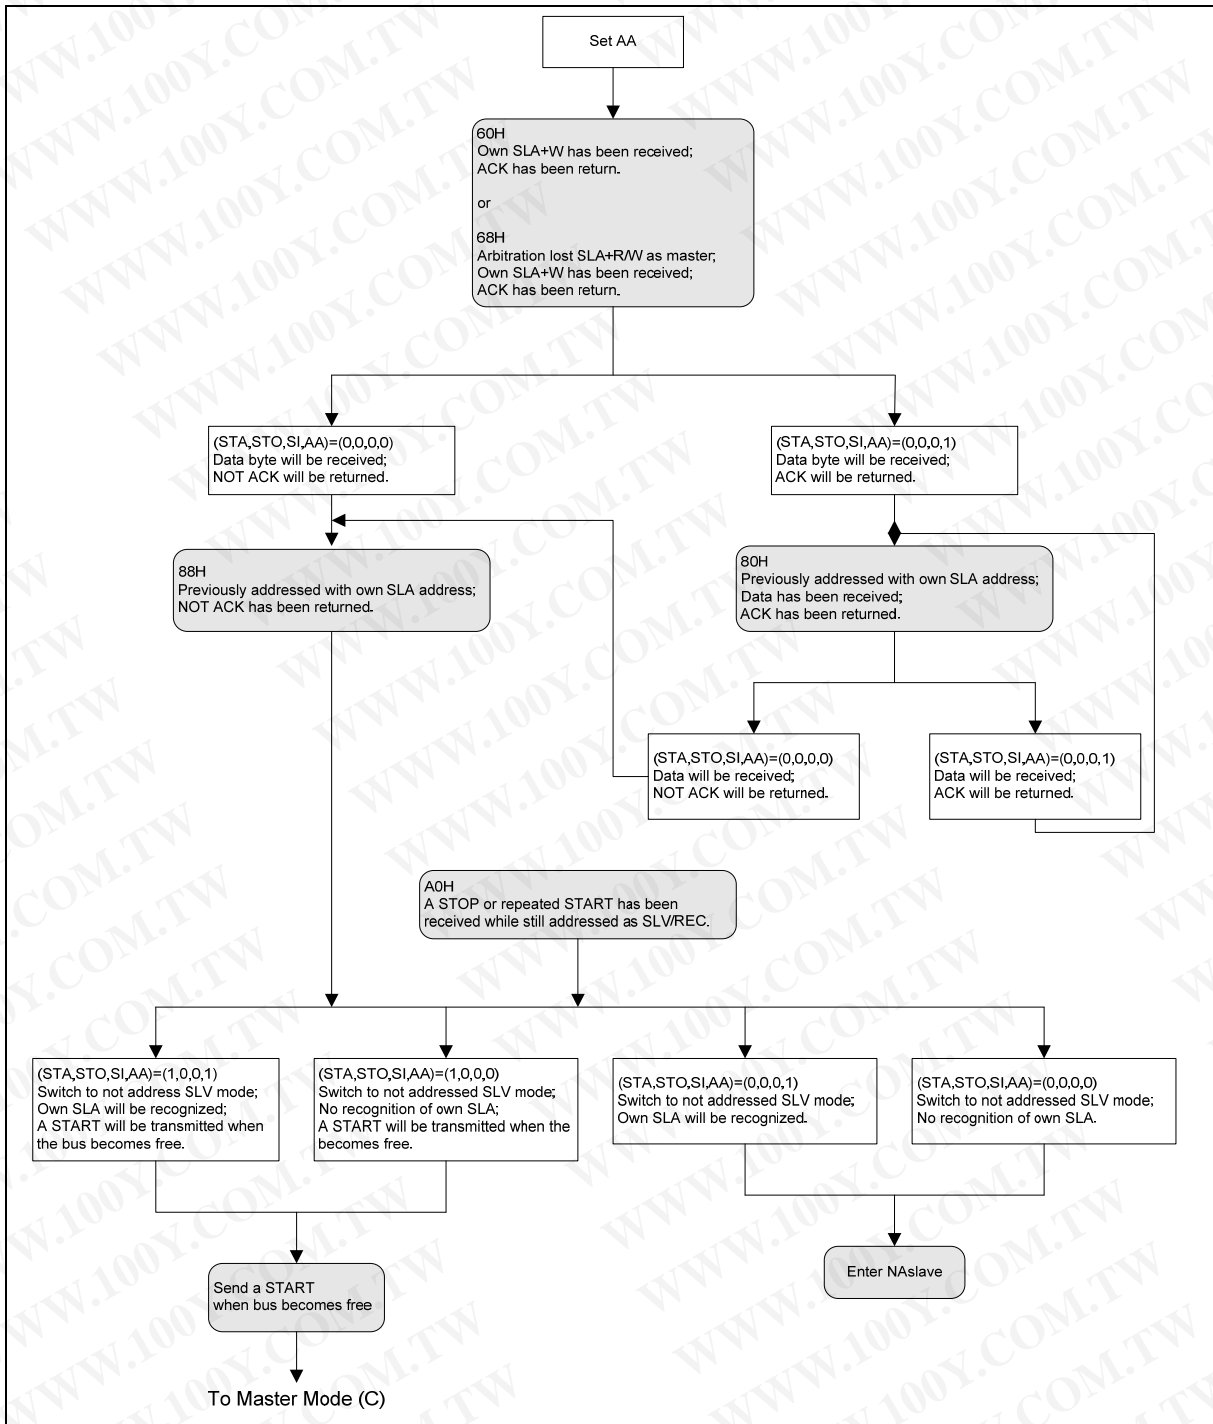 Set AA
60H
Own SLA+W has been received;
ACK has been return.
or
68H
Arbitration lost SLA+R/W as master;
Own SLA+W has been received;
ACK has been return.
(STA,STO,SI,AA)=(0,0,0,0)
Data byte will be received;
NOT ACK will be returned.
(STA,STO,SI,AA)=(0,0,0,1)
Data byte will be received;
ACK will be returned.
88H
Previously addressed with own SLA address;
NOT ACK has been returned.
80H
Previously addressed with own SLA address;
Data has been received;
ACK has been returned.
(STA,STO,SI,AA)=(0,0,0,0)
Data will be received;
NOT ACK will be returned.
(STA,STO,SI,AA)=(0,0,0,1)
Data will be received;
ACK will be returned.
A0H
A STOP or repeated START has been
received while still addressed as SLV/REC.
(STA,STO,SI,AA)=(1,0,0,1)
Switch to not address SLV mode;
Own SLA will be recognized;
A START will be transmitted when
the bus becomes free.
(STA,STO,SI,AA)=(1,0,0,0)
Switch to not addressed SLV mode;
No recognition of own SLA;
A START will be transmitted when the
becomes free.
(STA,STO,SI,AA)=(0,0,0,1)
Switch to not addressed SLV mode;
Own SLA will be recognized.
(STA,STO,SI,AA)=(0,0,0,0)
Switch to not addressed SLV mode;
No recognition of own SLA.
Send a START
when bus becomes free
Enter NAslave
To Master Mode (C)
WWW.100Y.COM.TW